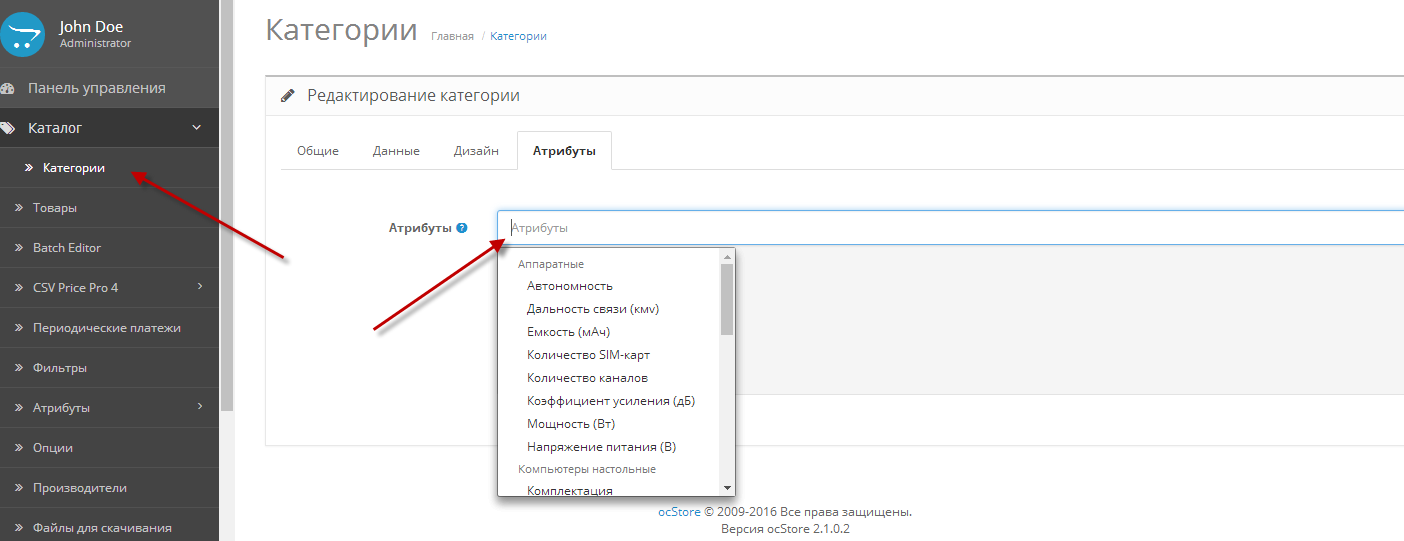 John Doe
Administrator
Панель управления
Каталог
Категории
Товары
Batch Editor
CSV Price Pro 4
Периодические платежи
Фильтры
Атрибуты
Опции
Производители
Файлы для скачивания
Категории Главная / Категории
Редактирование категории
Общие Данные Дизайн Атрибуты
Атрибуты ? Атрибуты
Аппаратные
Автономность
Дальность связи (кмv)
Емкость (мАч)
Количество SIM-карт
Количество каналов
Коэффициент усиления (дБ)
Мощность (Вт)
Напряжение питания (В)
Компьютеры настольные
Комплектация
ocStore © 2009-2016 Все права защищены.
Версия ocStore 2.1.0.2